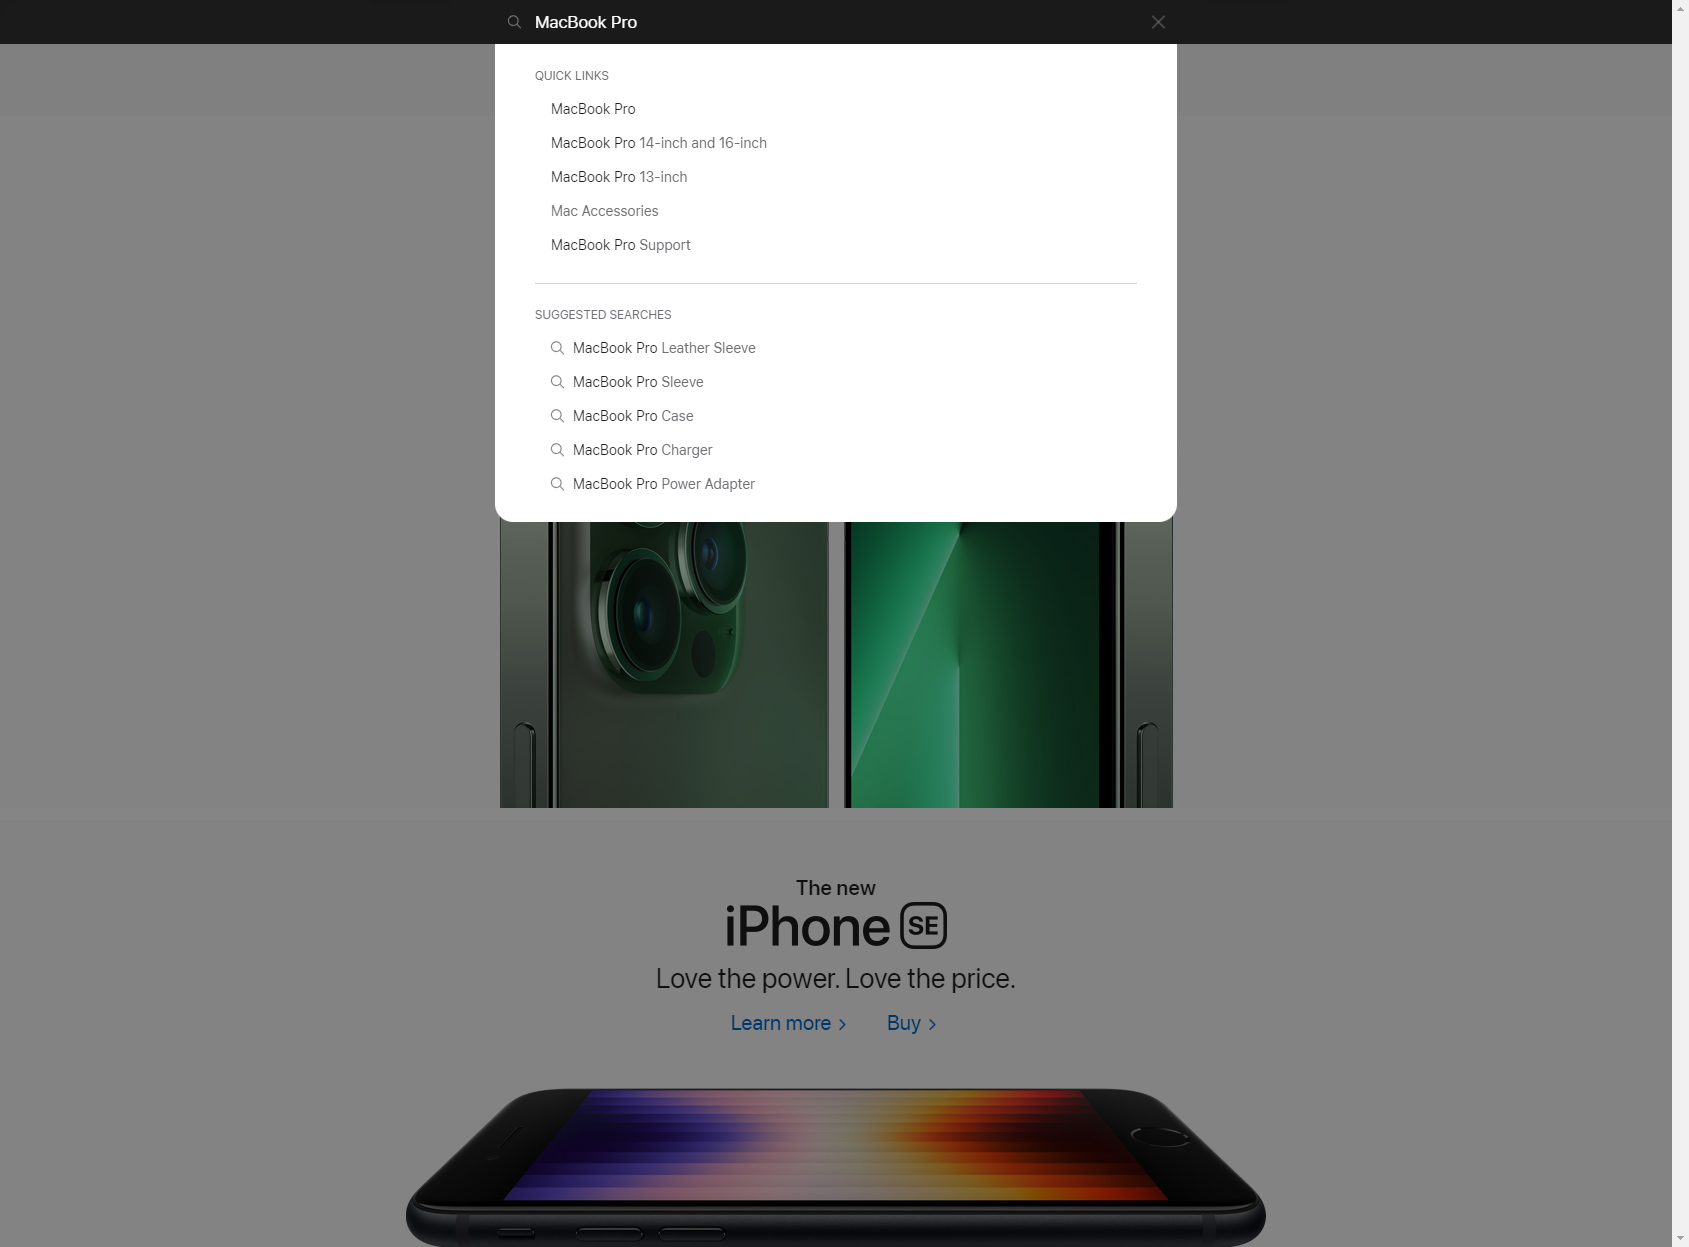 MacBook Pro
QUICK LINKS
MacBook Pro
MacBook Pro 14-inch and 16-inch
MacBook Pro 13-inch
Mac Accessories
MacBook Pro Support
SUGGESTED SEARCHES
MacBook Pro Leather Sleeve
MacBook Pro Sleeve
MacBook Pro Case
MacBook Pro Charger
MacBook Pro Power Adapter
The new
iPhone SE
Love the power. Love the price.
Learn more > Buy >